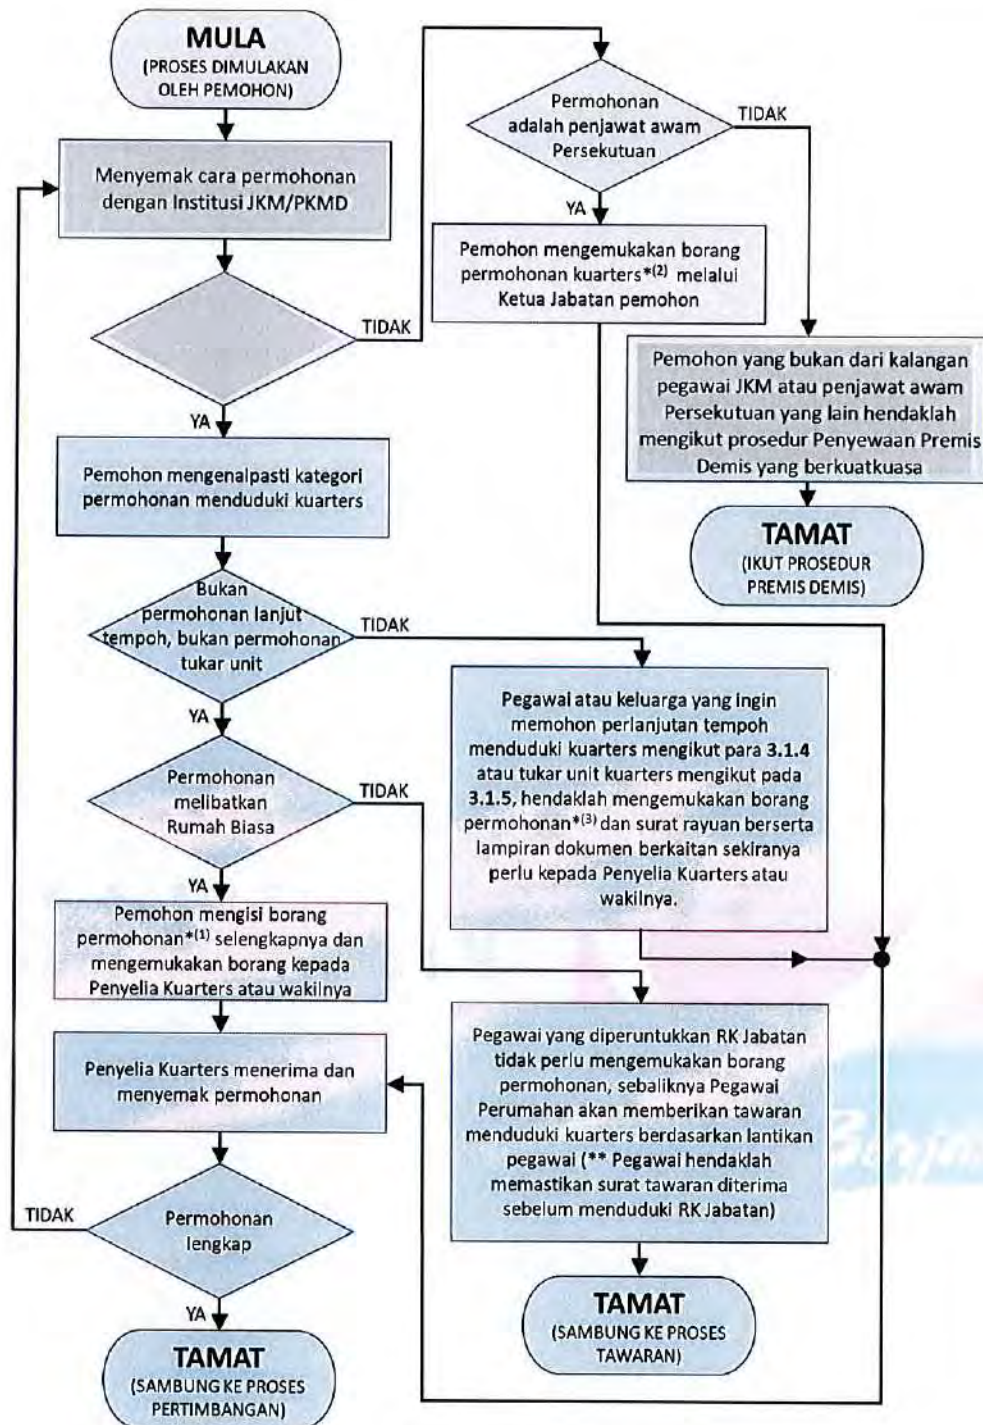 MULA
(PROSES DIMULAKAN
OLEH PEMOHON)
Menyemak cara permohonan
dengan Institusi JKM/PKMD
TIDAK
YA
Pemohon mengenalpasti kategori
permohonan menduduki kuarters
Bukan
permohonan lanjut
tempoh, bukan permohonan
tukar unit
TIDAK
YA
Permohonan
melibatkan
Rumah Biasa
TIDAK
YA
Pemohon mengisi borang
permohonan*(1) selengkapnya dan
mengemukakan borang kepada
Penyelia Kuarters atau wakilnya
Penyelia Kuarters menerima dan
menyemak permohonan
TIDAK
Permohonan
lengkap
YA
TAMAT
(SAMBUNG KE PROSES
PERTIMBANGAN)
Permohonan
adalah penjawat awam
Persekutuan
TIDAK
YA
Pemohon mengemukakan borang
permohonan kuarters*(2) melalui
Ketua Jabatan pemohon
Pemohon yang bukan dari kalangan
pegawai JKM atau penjawat awam
Persekutuan yang lain hendaklah
mengikut prosedur Penyewaan Premis
Demis yang berkuatkuasa
TAMAT
(IKUT PROSEDUR
PREMIS DEMIS)
Pegawai atau keluarga yang ingin
memohon perlanjutan tempoh
menduduki kuarters mengikut para 3.1.4
atau tukar unit kuarters mengikut pada
3.1.5, hendaklah mengemukakan borang
permohonan*(3) dan surat rayuan berserta
lampiran dokumen berkaitan sekiranya
perlu kepada Penyelia Kuarters atau
wakilnya.
Pegawai yang diperuntukkan RK Jabatan
tidak perlu mengemukakan borang
permohonan, sebaliknya Pegawai
Perumahan akan memberikan tawaran
menduduki kuarters berdasarkan lantikan
pegawai (** Pegawai hendaklah
memastikan surat tawaran diterima
sebelum menduduki RK Jabatan)
TAMAT
(SAMBUNG KE PROSES
TAWARAN)